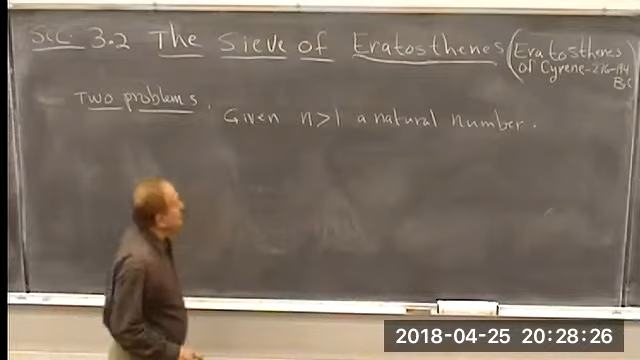 Sec. 3.2 The Sieve of Eratosthenes (Eratosthenes
of Cyrene-276-194
BC
Two problems. Given n>1 a natural number.
2018-04-25 20:28:26